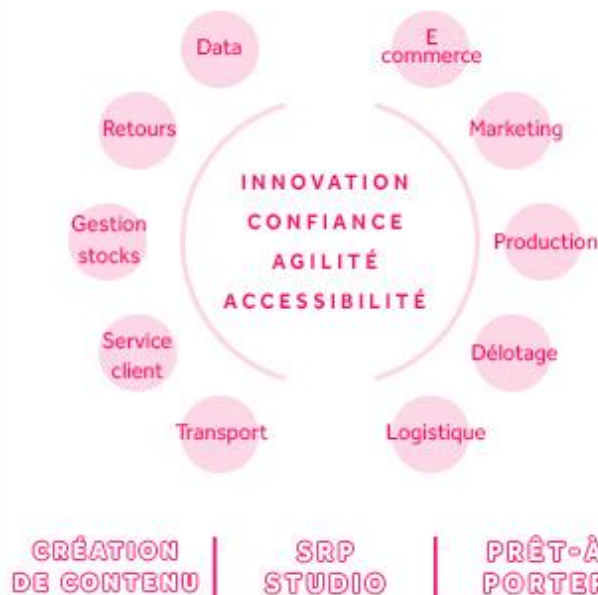 Data
E
commerce
Retours
Marketing
INNOVATION
CONFIANCE
AGILITÉ
ACCESSIBILITÉ
Gestion
stocks
Production
Service
client
Délotage
Transport
Logistique
CRÉATION
DE CONTENU
SRP
STUDIO
PRÊT-À
PORTER